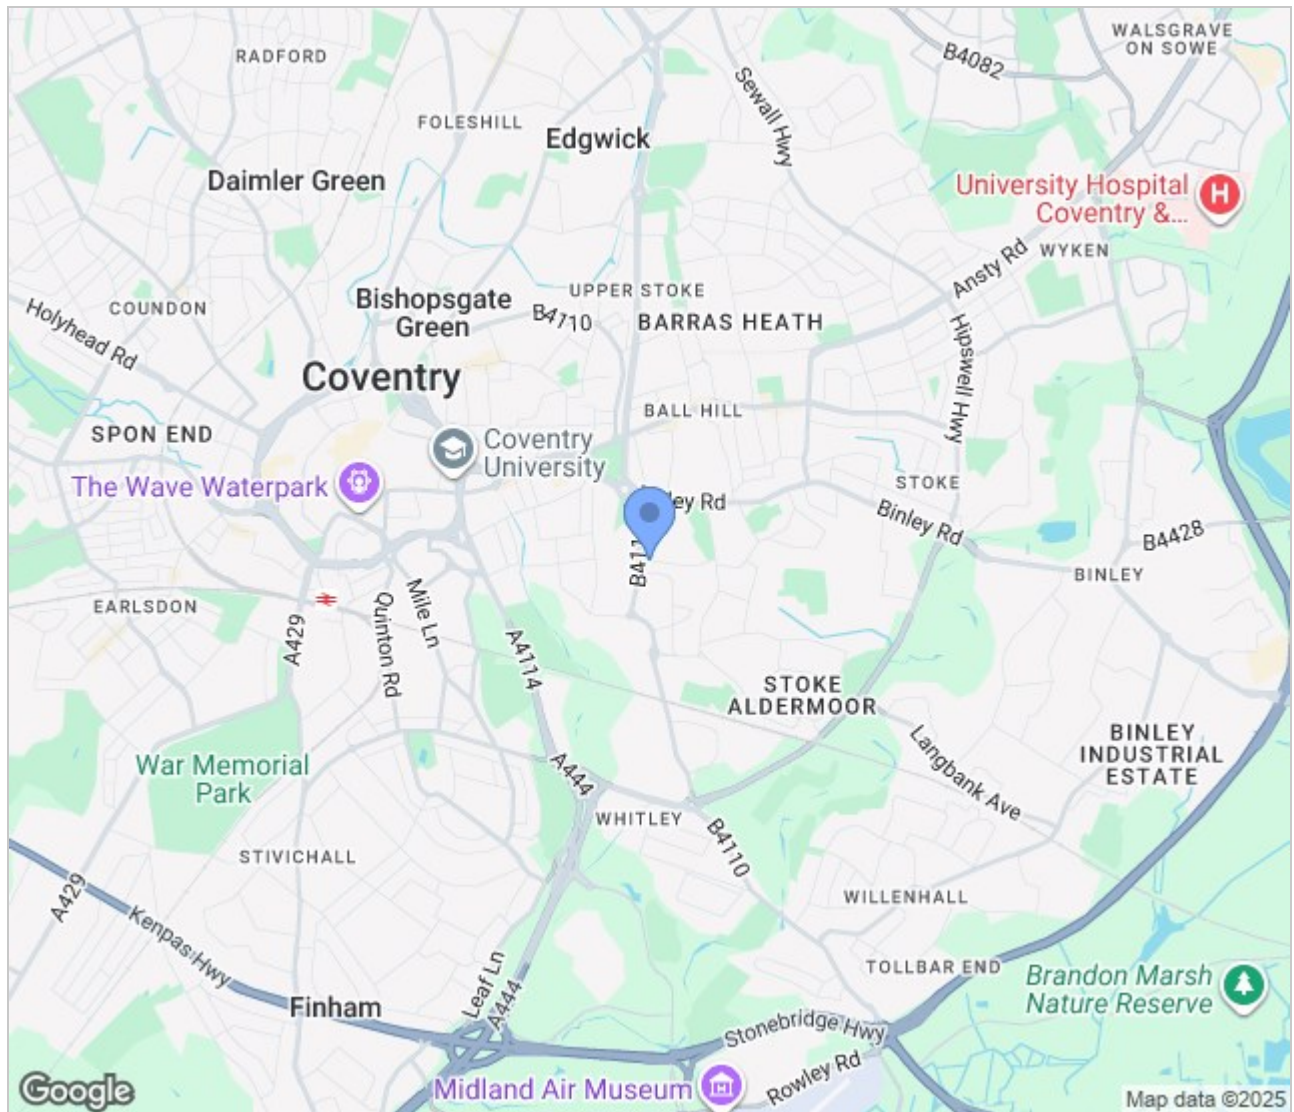 WALSGRAVE
ON SOWE
RADFORD
B4082
Sewall Hwy
FOLESHILL
Edgwick
Daimler Green
University Hospital
Coventry &...
H
WYKEN
Ansty Rd
UPPER STOKE
Bishopsgate
Green
B4110
BARRAS HEATH
COUNDON
Holyhead Rd
Hipswell Hwy
Coventry
BALL HILL
SPON END
Coventry
University
The Wave Waterpark
STOKE
Rd
Binley Rd
B4428
BINLEY
EARLSDON
A429
Quinton Rd
Mile Ln
A4114
STOKE
ALDERMOOR
Langbank Ave
BINLEY
INDUSTRIAL
ESTATE
War Memorial
Park
A444
WHITLEY
B4110
STIVICHALL
A429
WILLENHALL
Kenpas Hwy
Leaf Ln
A444
TOLLBAR END
Brandon Marsh
Nature Reserve
Finham
Stonebridge Hwy
Rowley Rd
Midland Air Museum
Google
Map data ©2025